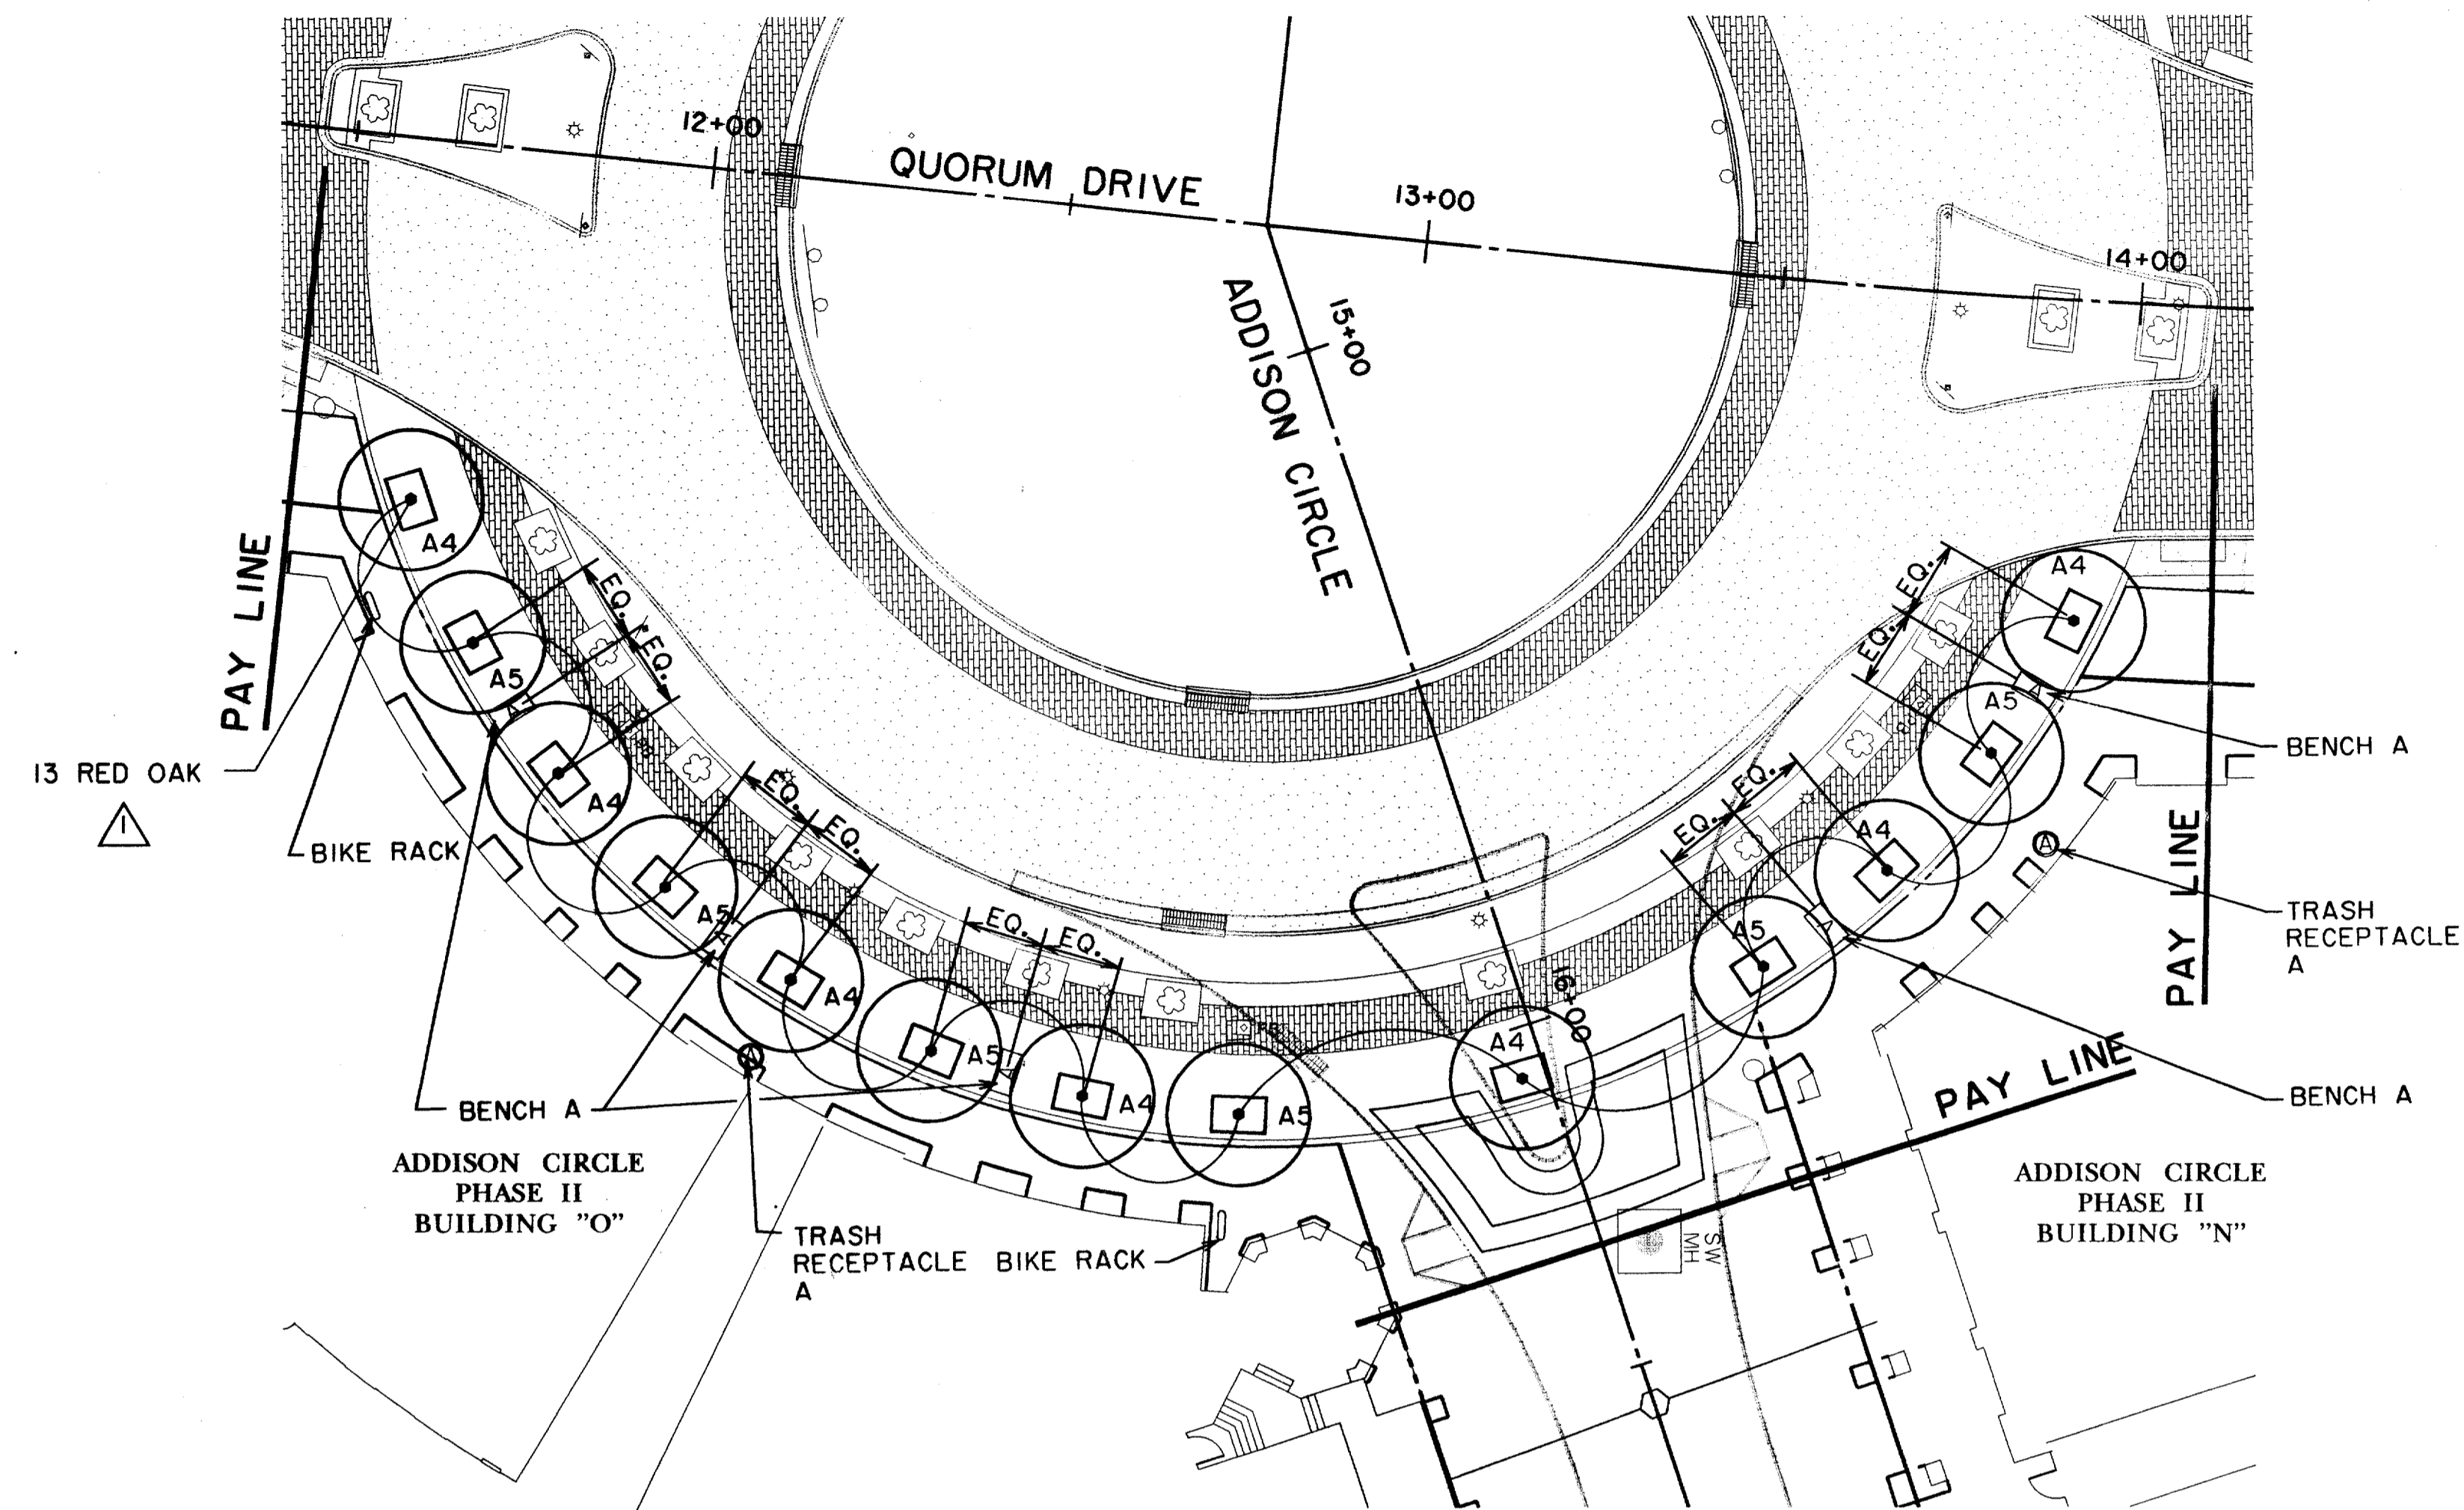 12+00
QUORUM DRIVE
13+00
14+00
15+00
ADDISON CIRCLE
16+00
PAY LINE
13 RED OAK
1
BIKE RACK
A4
A5
A4
A5
A4
A5
A4
A5
A4
A5
A4
A5
A4
EQ.
EQ.
EQ.
EQ.
EQ.
EQ.
EQ.
EQ.
EQ.
EQ.
A
A
A
A
A
A
A
BENCH A
ADDISON CIRCLE
PHASE II
BUILDING "O"
TRASH
RECEPTACLE
A
BIKE RACK
BENCH A
PAY LINE
TRASH
RECEPTACLE
A
BENCH A
PAY LINE
ADDISON CIRCLE
PHASE II
BUILDING "N"
SW
MH